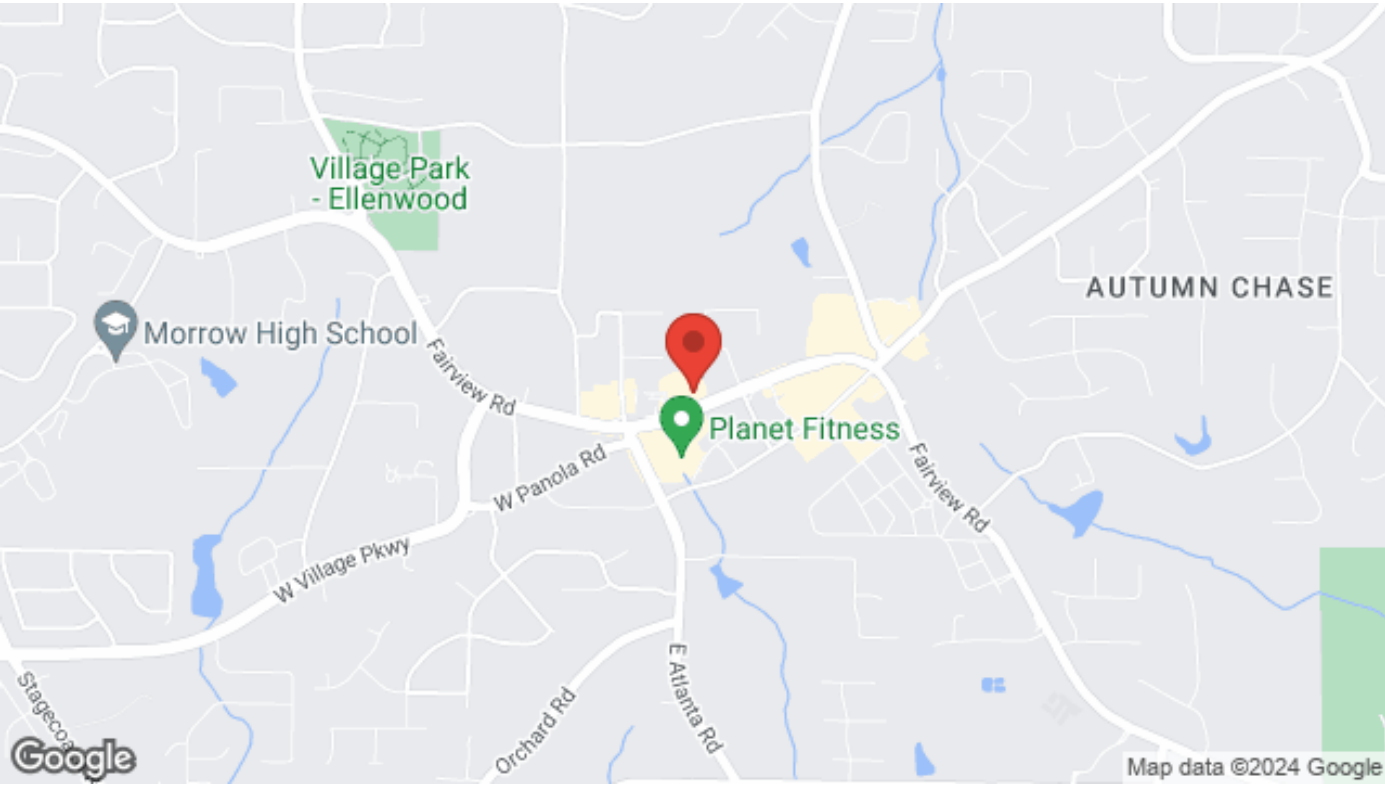 Village Park
- Ellenwood
AUTUMN CHASE
Morrow High School
Fairview Rd
Planet Fitness
W Panola Rd
Fairview Rd
W Village Pkwy
E Atlanta Rd
Orchard Rd
Google
Map data ©2024 Google